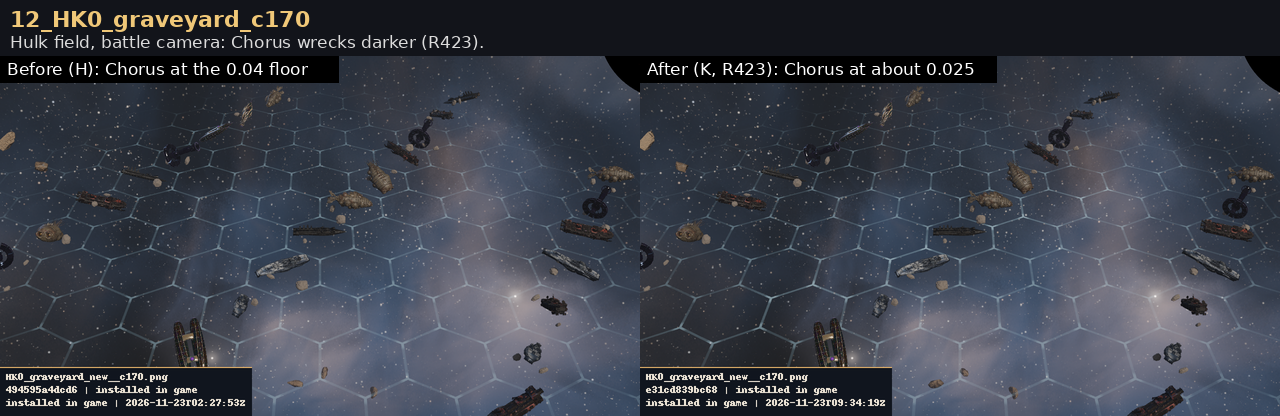 12_HK0_graveyard_c170
Hulk field, battle camera: Chorus wrecks darker (R423).
Before (H): Chorus at the 0.04 floor
After (K, R423): Chorus at about 0.025
HK0_graveyard_new__c170.png
494595a4dcd6 | installed in game
installed in game | 2026-11-23T02:27:53Z
HK0_graveyard_new__c170.png
e31cd839bc68 | installed in game
installed in game | 2026-11-23T09:34:19Z